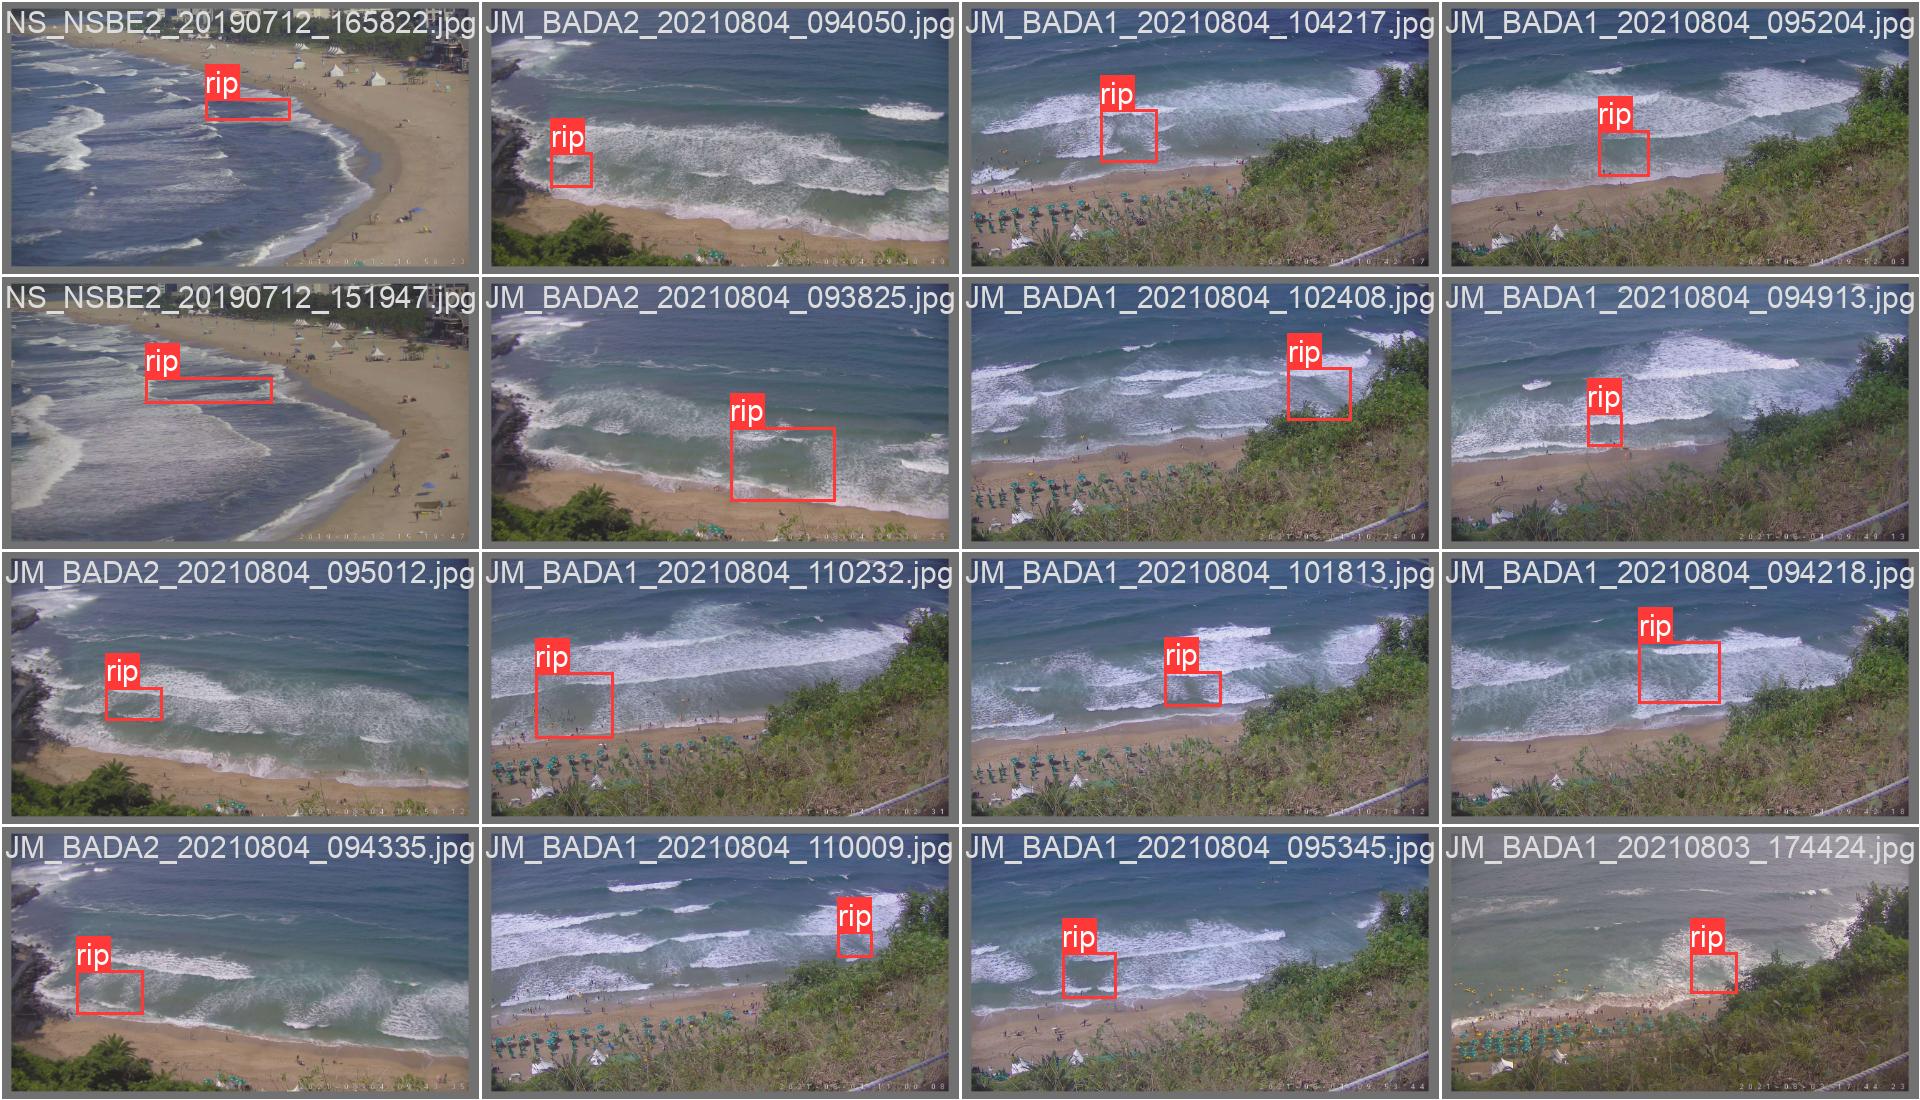 NS_NSBE2_20190712_165822.jpg
JM_BADA2_20210804_094050.jpg
JM_BADA1_20210804_104217.jpg
JM_BADA1_20210804_095204.jpg
rip
rip
rip
rip
NS_NSBE2_20190712_151947.jpg
JM_BADA2_20210804_093825.jpg
JM_BADA1_20210804_102408.jpg
JM_BADA1_20210804_094913.jpg
rip
rip
rip
rip
JM_BADA2_20210804_095012.jpg
JM_BADA1_20210804_110232.jpg
JM_BADA1_20210804_101813.jpg
JM_BADA1_20210804_094218.jpg
rip
rip
rip
rip
JM_BADA2_20210804_094335.jpg
JM_BADA1_20210804_110009.jpg
JM_BADA1_20210804_095345.jpg
JM_BADA1_20210803_174424.jpg
rip
rip
rip
rip